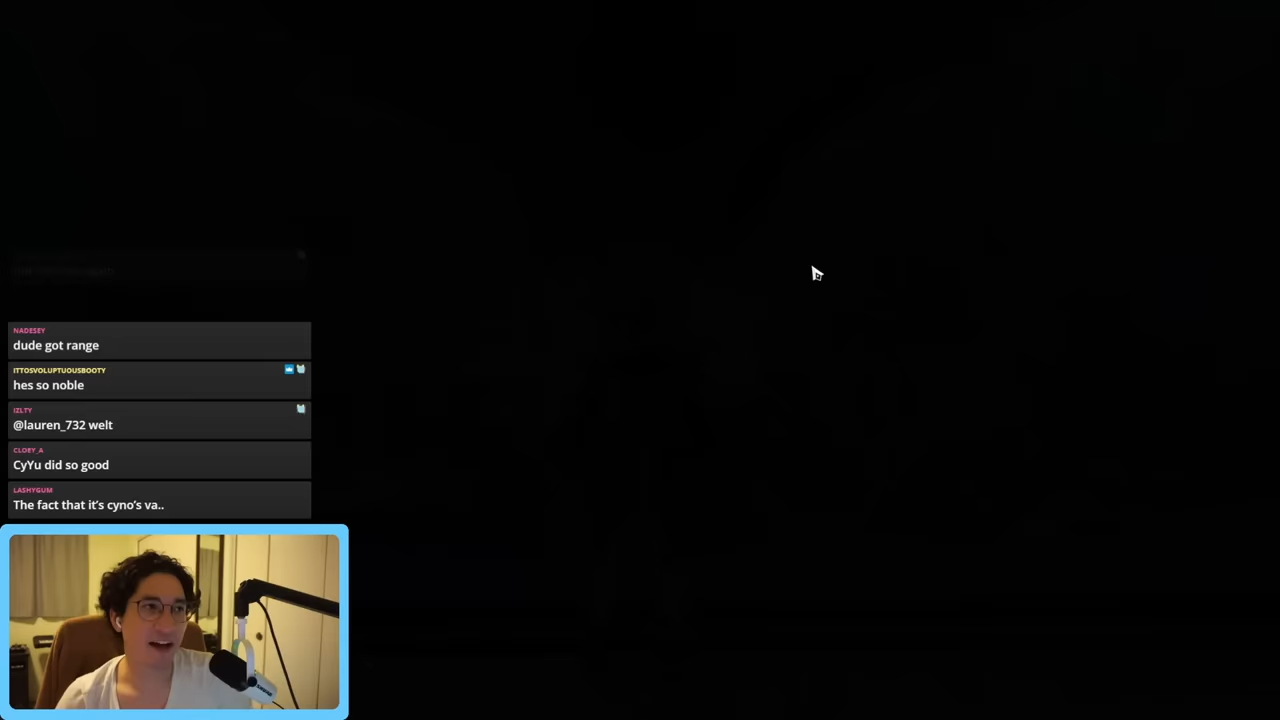 NADESEY
dude got range
ITTOSVOLUPTUOUSBOOTY
hes so noble
IZLTY
@lauren_732 welt
CLOEY_A
CyYu did so good
LASHYGUM
The fact that it’s cyno’s va..